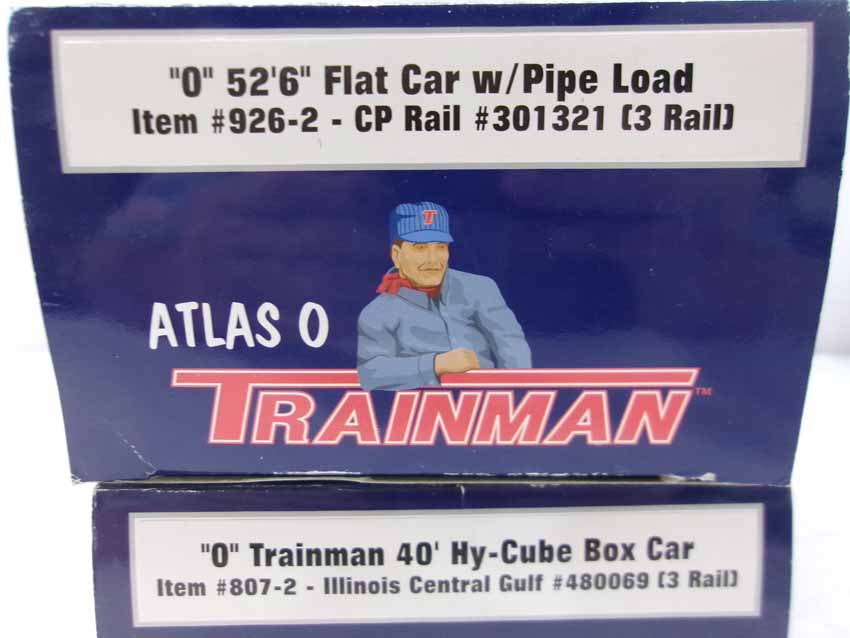 "O" 52'6" Flat Car w/Pipe Load
Item #926-2 - CP Rail #301321 (3 Rail)
T
ATLAS O
TRAINMAN™
"O" Trainman 40' Hy-Cube Box Car
Item #807-2 - Illinois Central Gulf #480069 (3 Rail)